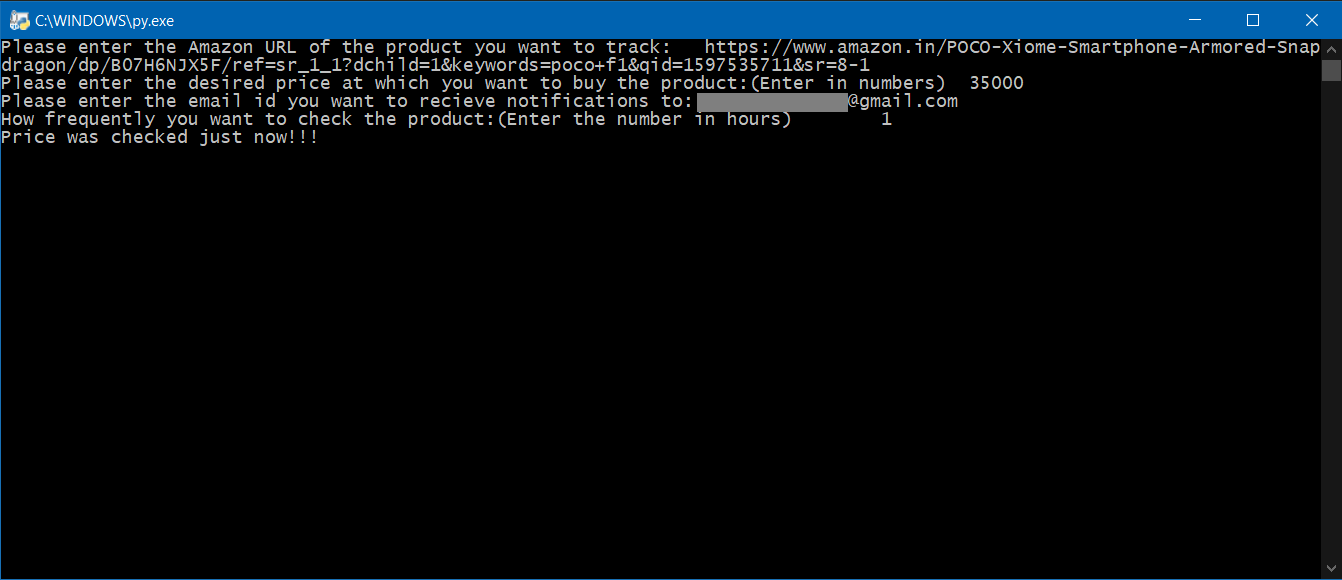 C:\WINDOWS\py.exe
Please enter the Amazon URL of the product you want to track:   https://www.amazon.in/POCO-Xiome-Smartphone-Armored-Snap
dragon/dp/B07H6NJX5F/ref=sr_1_1?dchild=1&keywords=poco+f1&qid=1597535711&sr=8-1
Please enter the desired price at which you want to buy the product:(Enter in numbers)  35000
Please enter the email id you want to recieve notifications to: @gmail.com
How frequently you want to check the product:(Enter the number in hours)        1
Price was checked just now!!!